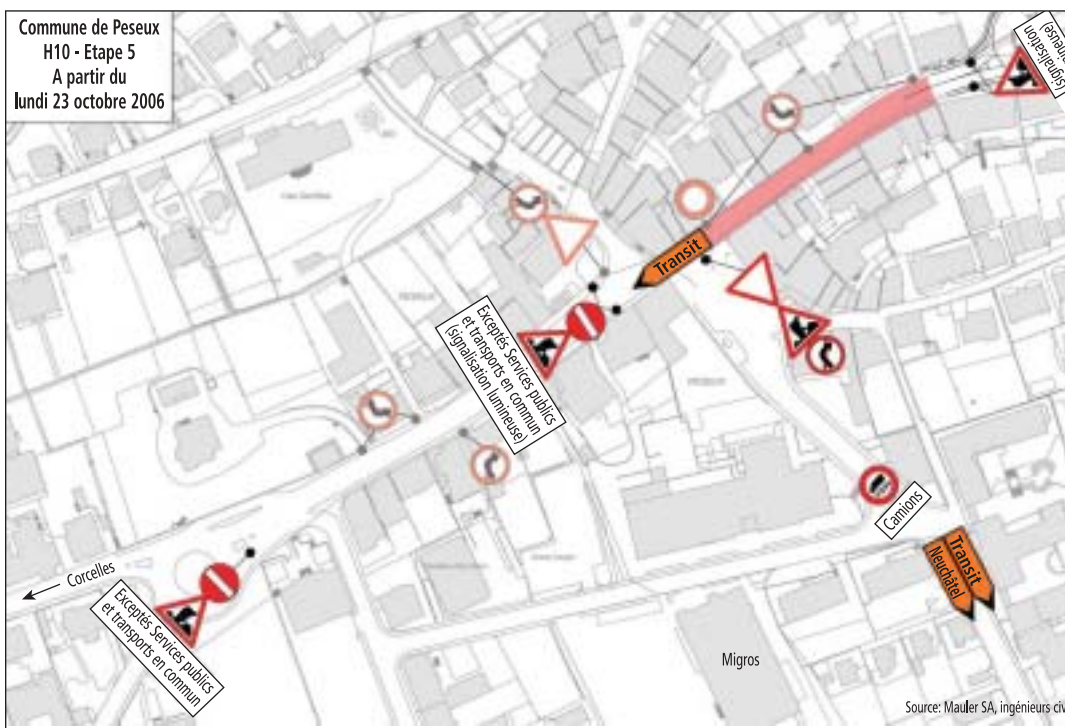 Commune de Peseux
H10 - Etape 5
A partir du
lundi 23 octobre 2006
(signalisation
Transit
Exceptés Services publics
et transports en commun
(signalisation lumineuse)
Camions
Transit
Neuchâtel
Corcelles
Exceptés Services publics
et transports en commun
Migros
Source: Mauler SA, ingénieurs civ